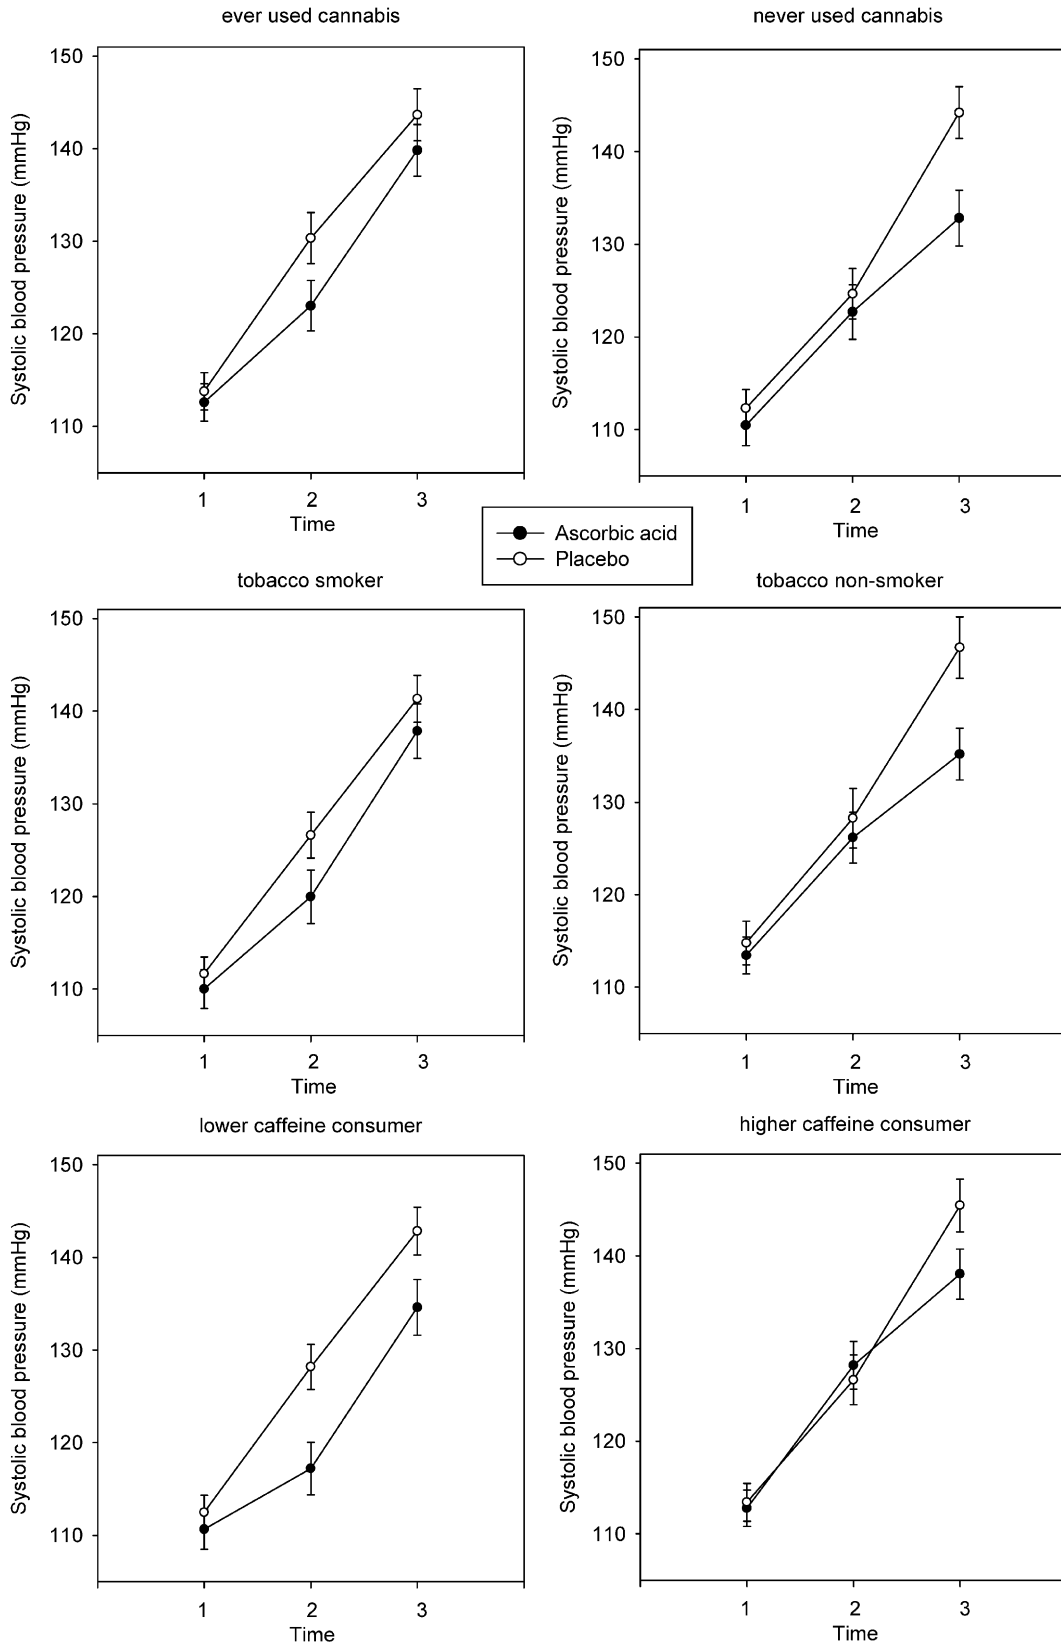 ever used cannabis
never used cannabis
Systolic blood pressure (mmHg)
150
140
130
120
110
1 2 3
Time
Systolic blood pressure (mmHg)
150
140
130
120
110
1 2 3
Time
Ascorbic acid
Placebo
tobacco smoker
tobacco non-smoker
Systolic blood pressure (mmHg)
150
140
130
120
110
1 2 3
Time
Systolic blood pressure (mmHg)
150
140
130
120
110
1 2 3
Time
lower caffeine consumer
higher caffeine consumer
Systolic blood pressure (mmHg)
150
140
130
120
110
1 2 3
Time
Systolic blood pressure (mmHg)
150
140
130
120
110
1 2 3
Time